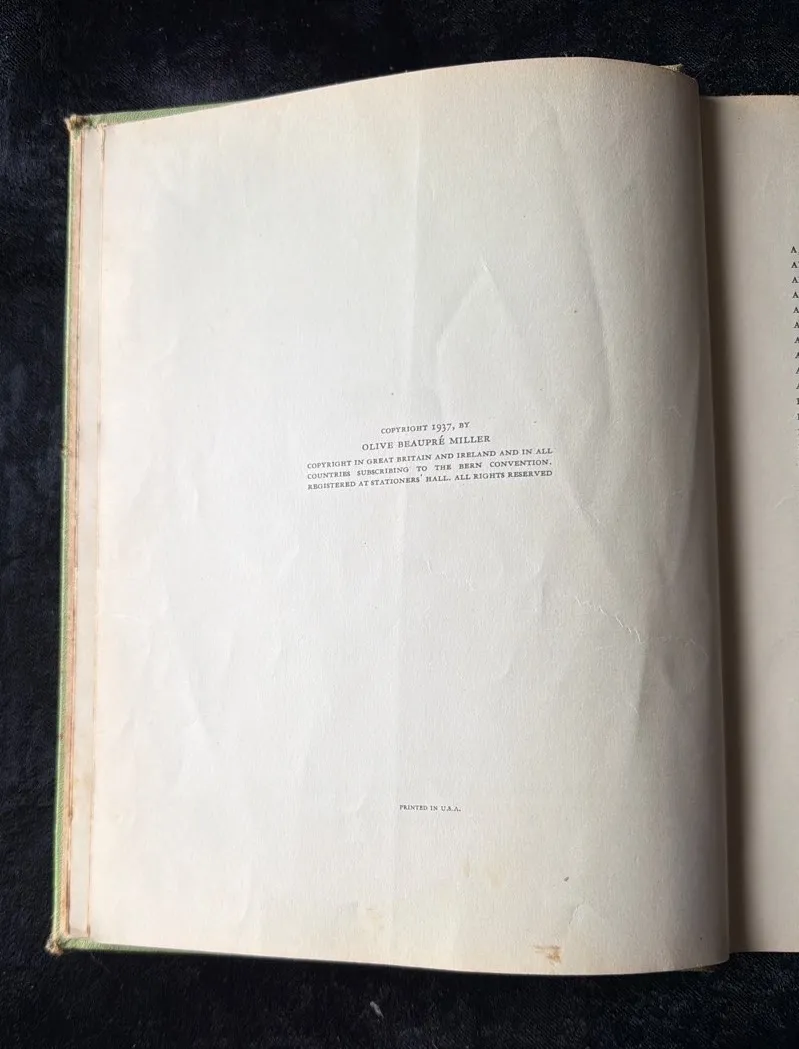 COPYRIGHT 1937, BY
OLIVE BEAUPRÉ MILLER
COPYRIGHT IN GREAT BRITAIN AND IRELAND AND IN ALL
COUNTRIES SUBSCRIBING TO THE BERN CONVENTION.
REGISTERED AT STATIONERS' HALL. ALL RIGHTS RESERVED
PRINTED IN U.S.A.